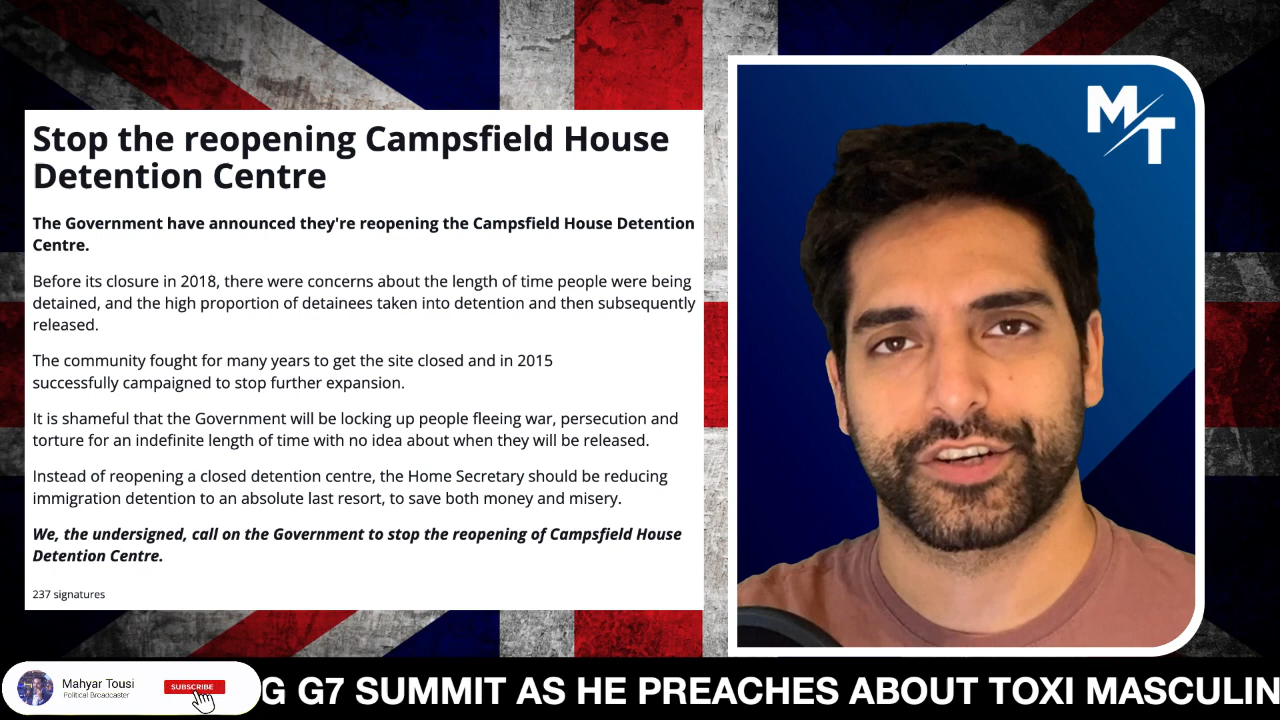 Stop the reopening Campsfield House
Detention Centre
The Government have announced they're reopening the Campsfield House Detention
Centre.
Before its closure in 2018, there were concerns about the length of time people were being
detained, and the high proportion of detainees taken into detention and then subsequently
released.
The community fought for many years to get the site closed and in 2015
successfully campaigned to stop further expansion.
It is shameful that the Government will be locking up people fleeing war, persecution and
torture for an indefinite length of time with no idea about when they will be released.
Instead of reopening a closed detention centre, the Home Secretary should be reducing
immigration detention to an absolute last resort, to save both money and misery.
We, the undersigned, call on the Government to stop the reopening of Campsfield House
Detention Centre.
237 signatures
M/T
Mahyar Tousi
Political Broadcaster
SUBSCRIBE
G G7 SUMMIT AS HE PREACHES ABOUT TOXI MASCULIN